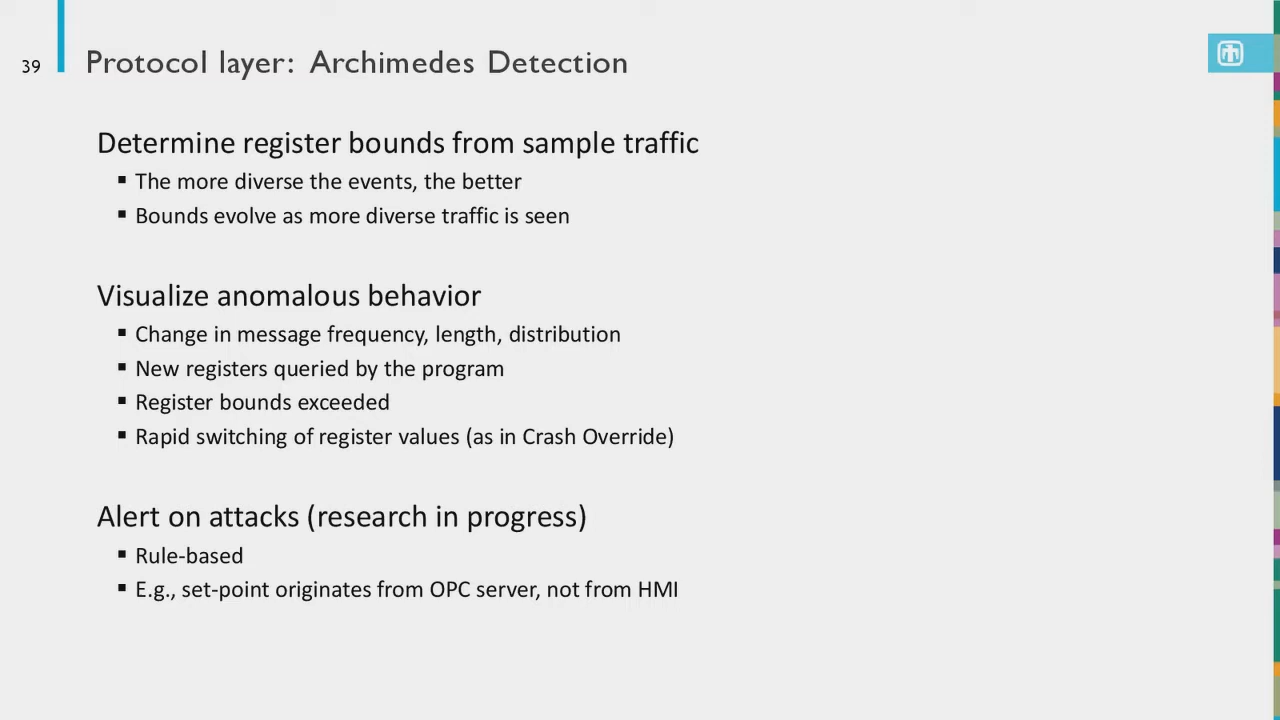 39
Protocol layer: Archimedes Detection
Determine register bounds from sample traffic
▪ The more diverse the events, the better
▪ Bounds evolve as more diverse traffic is seen
Visualize anomalous behavior
▪ Change in message frequency, length, distribution
▪ New registers queried by the program
▪ Register bounds exceeded
▪ Rapid switching of register values (as in Crash Override)
Alert on attacks (research in progress)
▪ Rule-based
▪ E.g., set-point originates from OPC server, not from HMI